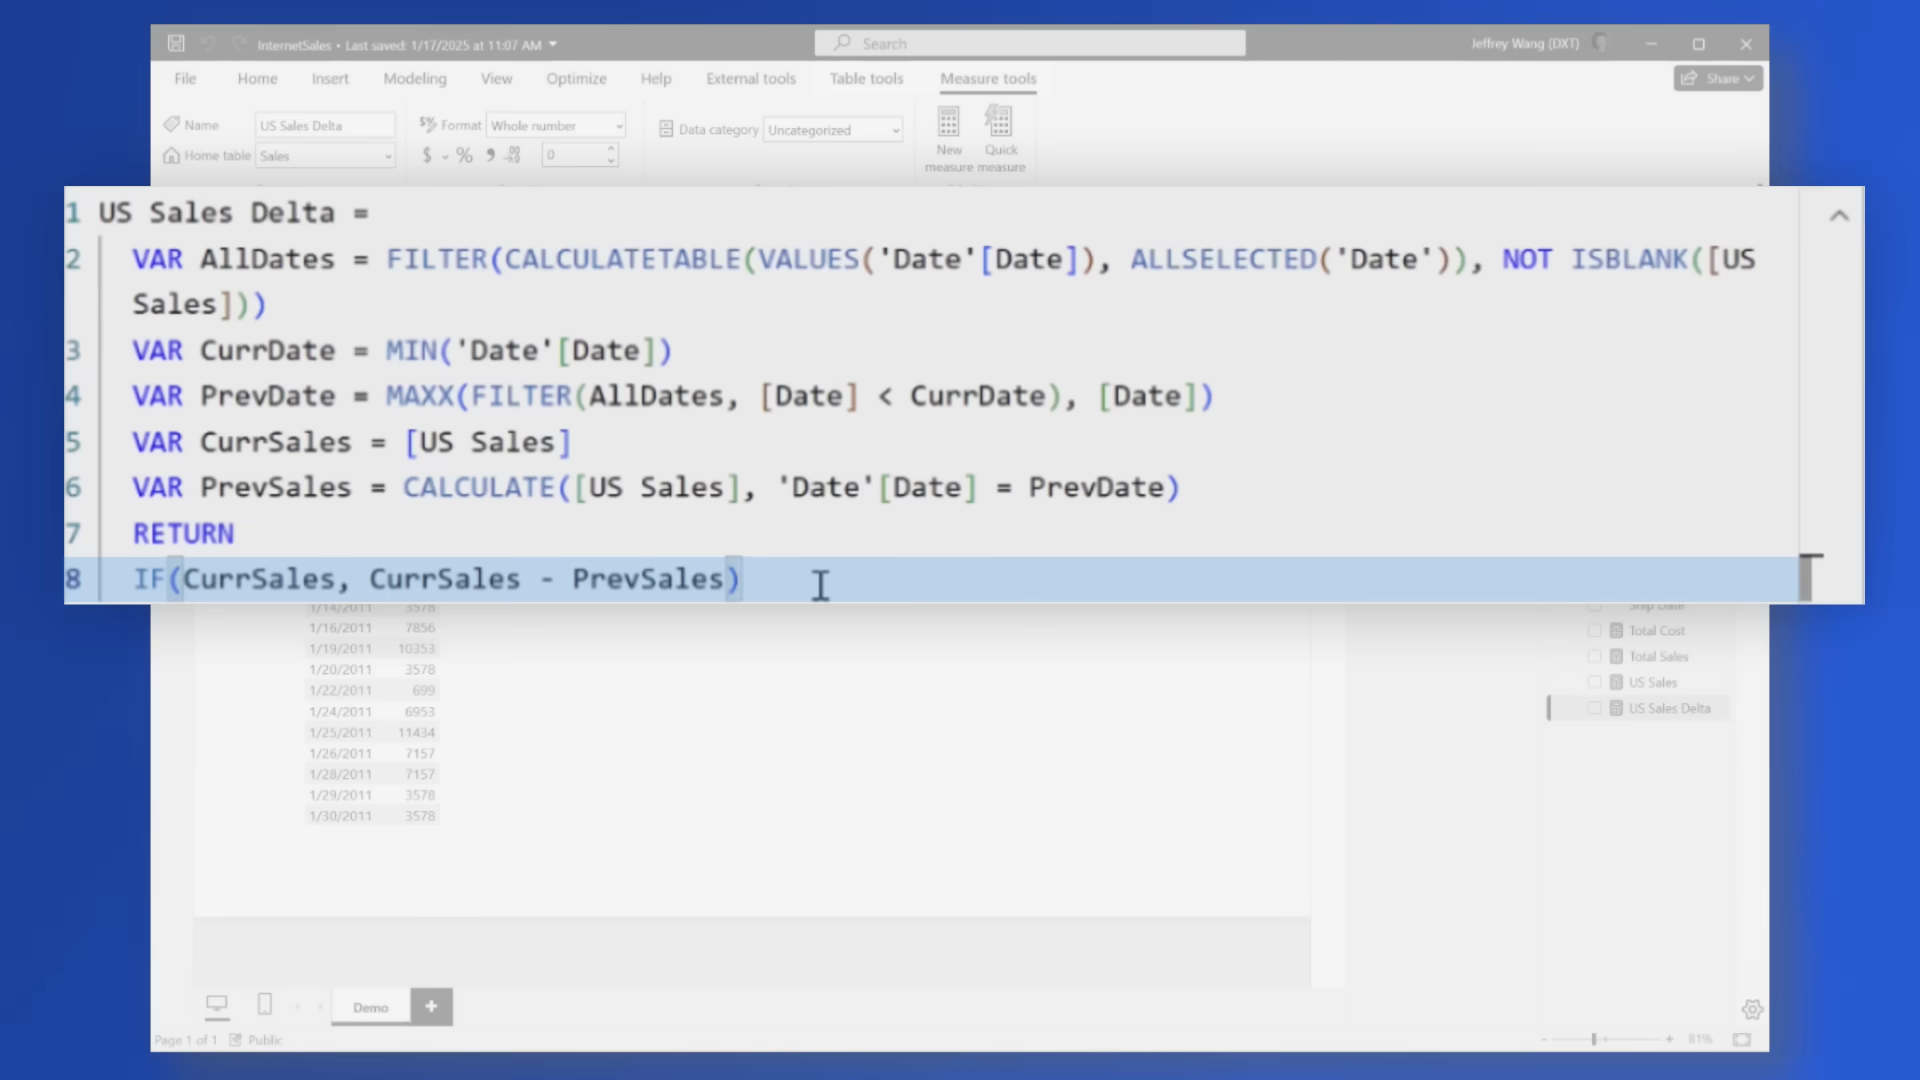 InternetSales • Last saved: 1/17/2025 at 11:07 AM
Search
Jeffrey Wang (DXT)
File Home Insert Modeling View Optimize Help External tools Table tools Measure tools
Share
Name US Sales Delta
Format Whole number
Data category Uncategorized
Home table Sales
$ % 0
New measure
Quick measure
1 US Sales Delta =
2 VAR AllDates = FILTER(CALCULATETABLE(VALUES('Date'[Date]), ALLSELECTED('Date')), NOT ISBLANK([US
Sales]))
3 VAR CurrDate = MIN('Date'[Date])
4 VAR PrevDate = MAXX(FILTER(AllDates, [Date] < CurrDate), [Date])
5 VAR CurrSales = [US Sales]
6 VAR PrevSales = CALCULATE([US Sales], 'Date'[Date] = PrevDate)
7 RETURN
8 IF(CurrSales, CurrSales - PrevSales)
1/14/2011 3578
1/16/2011 7856
1/19/2011 10353
1/20/2011 3578
1/22/2011 699
1/24/2011 6953
1/25/2011 11434
1/26/2011 7157
1/28/2011 7157
1/29/2011 3578
1/30/2011 3578
Ship Date
Total Cost
Total Sales
US Sales
US Sales Delta
Demo
+
Page 1 of 1 Public
- + 81%